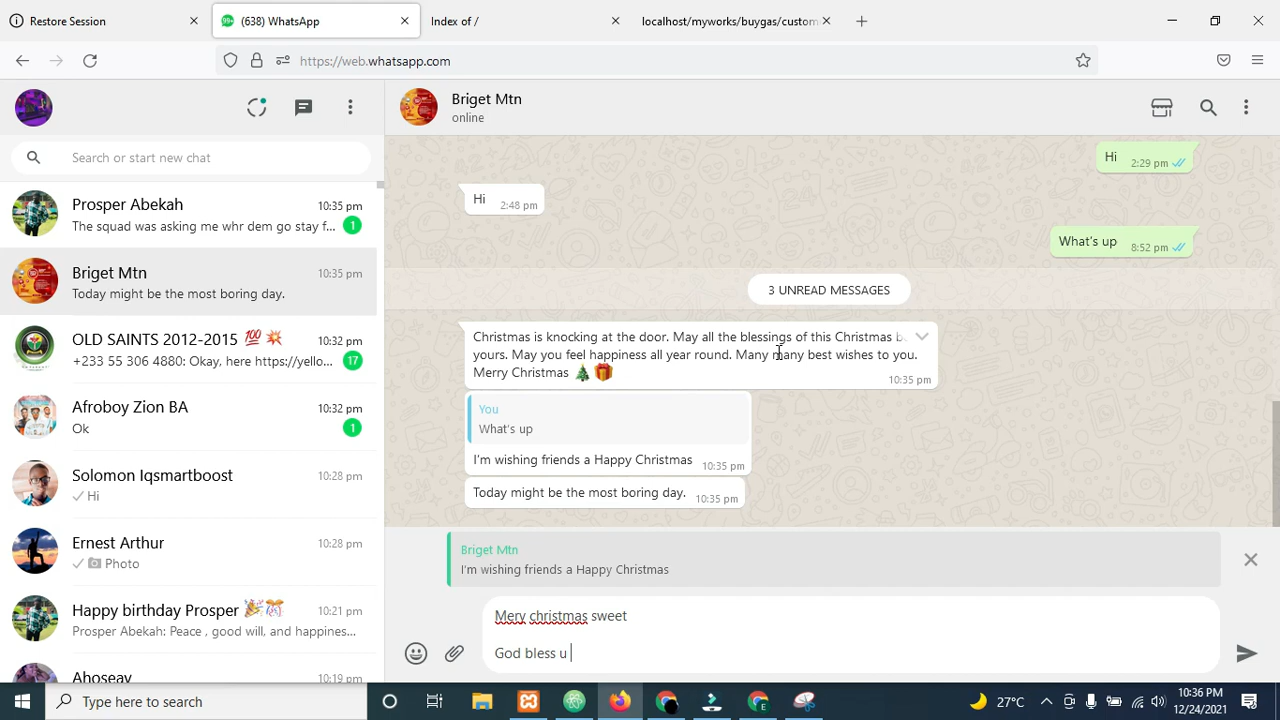 Restore Session
(638) WhatsApp
Index of /
localhost/myworks/buygas/custom
https://web.whatsapp.com
Briget Mtn
online
Search or start new chat
Prosper Abekah
10:35 pm
The squad was asking me whr dem go stay f...
1
Briget Mtn
10:35 pm
Today might be the most boring day.
OLD SAINTS 2012-2015 💯💥
10:32 pm
+233 55 306 4880: Okay, here https://yello...
17
Afroboy Zion BA
10:32 pm
Ok
1
Solomon Iqsmartboost
10:28 pm
Hi
Ernest Arthur
10:28 pm
Photo
Happy birthday Prosper 🎉🎊
10:21 pm
Prosper Abekah: Peace , good will, and happines...
Ahoseay
10:18 pm
Hi
2:29 pm
Hi
2:48 pm
What's up
8:52 pm
3 UNREAD MESSAGES
Christmas is knocking at the door. May all the blessings of this Christmas
yours. May you feel happiness all year round. Many many best wishes to you.
Merry Christmas 🎄🎁
10:35 pm
You
What's up
I'm wishing friends a Happy Christmas
10:35 pm
Today might be the most boring day.
10:35 pm
Briget Mtn
I'm wishing friends a Happy Christmas
Mery christmas sweet
God bless u
Type here to search
27°C
10:36 PM
12/24/2021